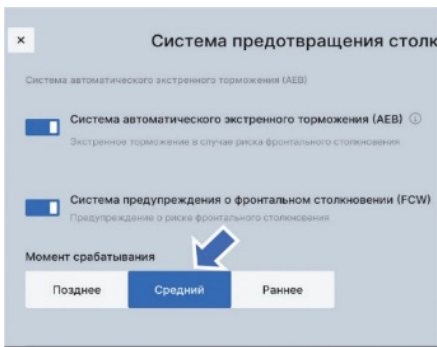 ×
Система предотвращения столк
Система автоматического экстренного торможения (AEB)
Система автоматического экстренного торможения (AEB) ⓘ
Экстренное торможение в случае риска фронтального столкновения
Система предупреждения о фронтальном столкновении (FCW)
Предупреждение о риске фронтального столкновения
Момент срабатывания
Позднее Средний Раннее